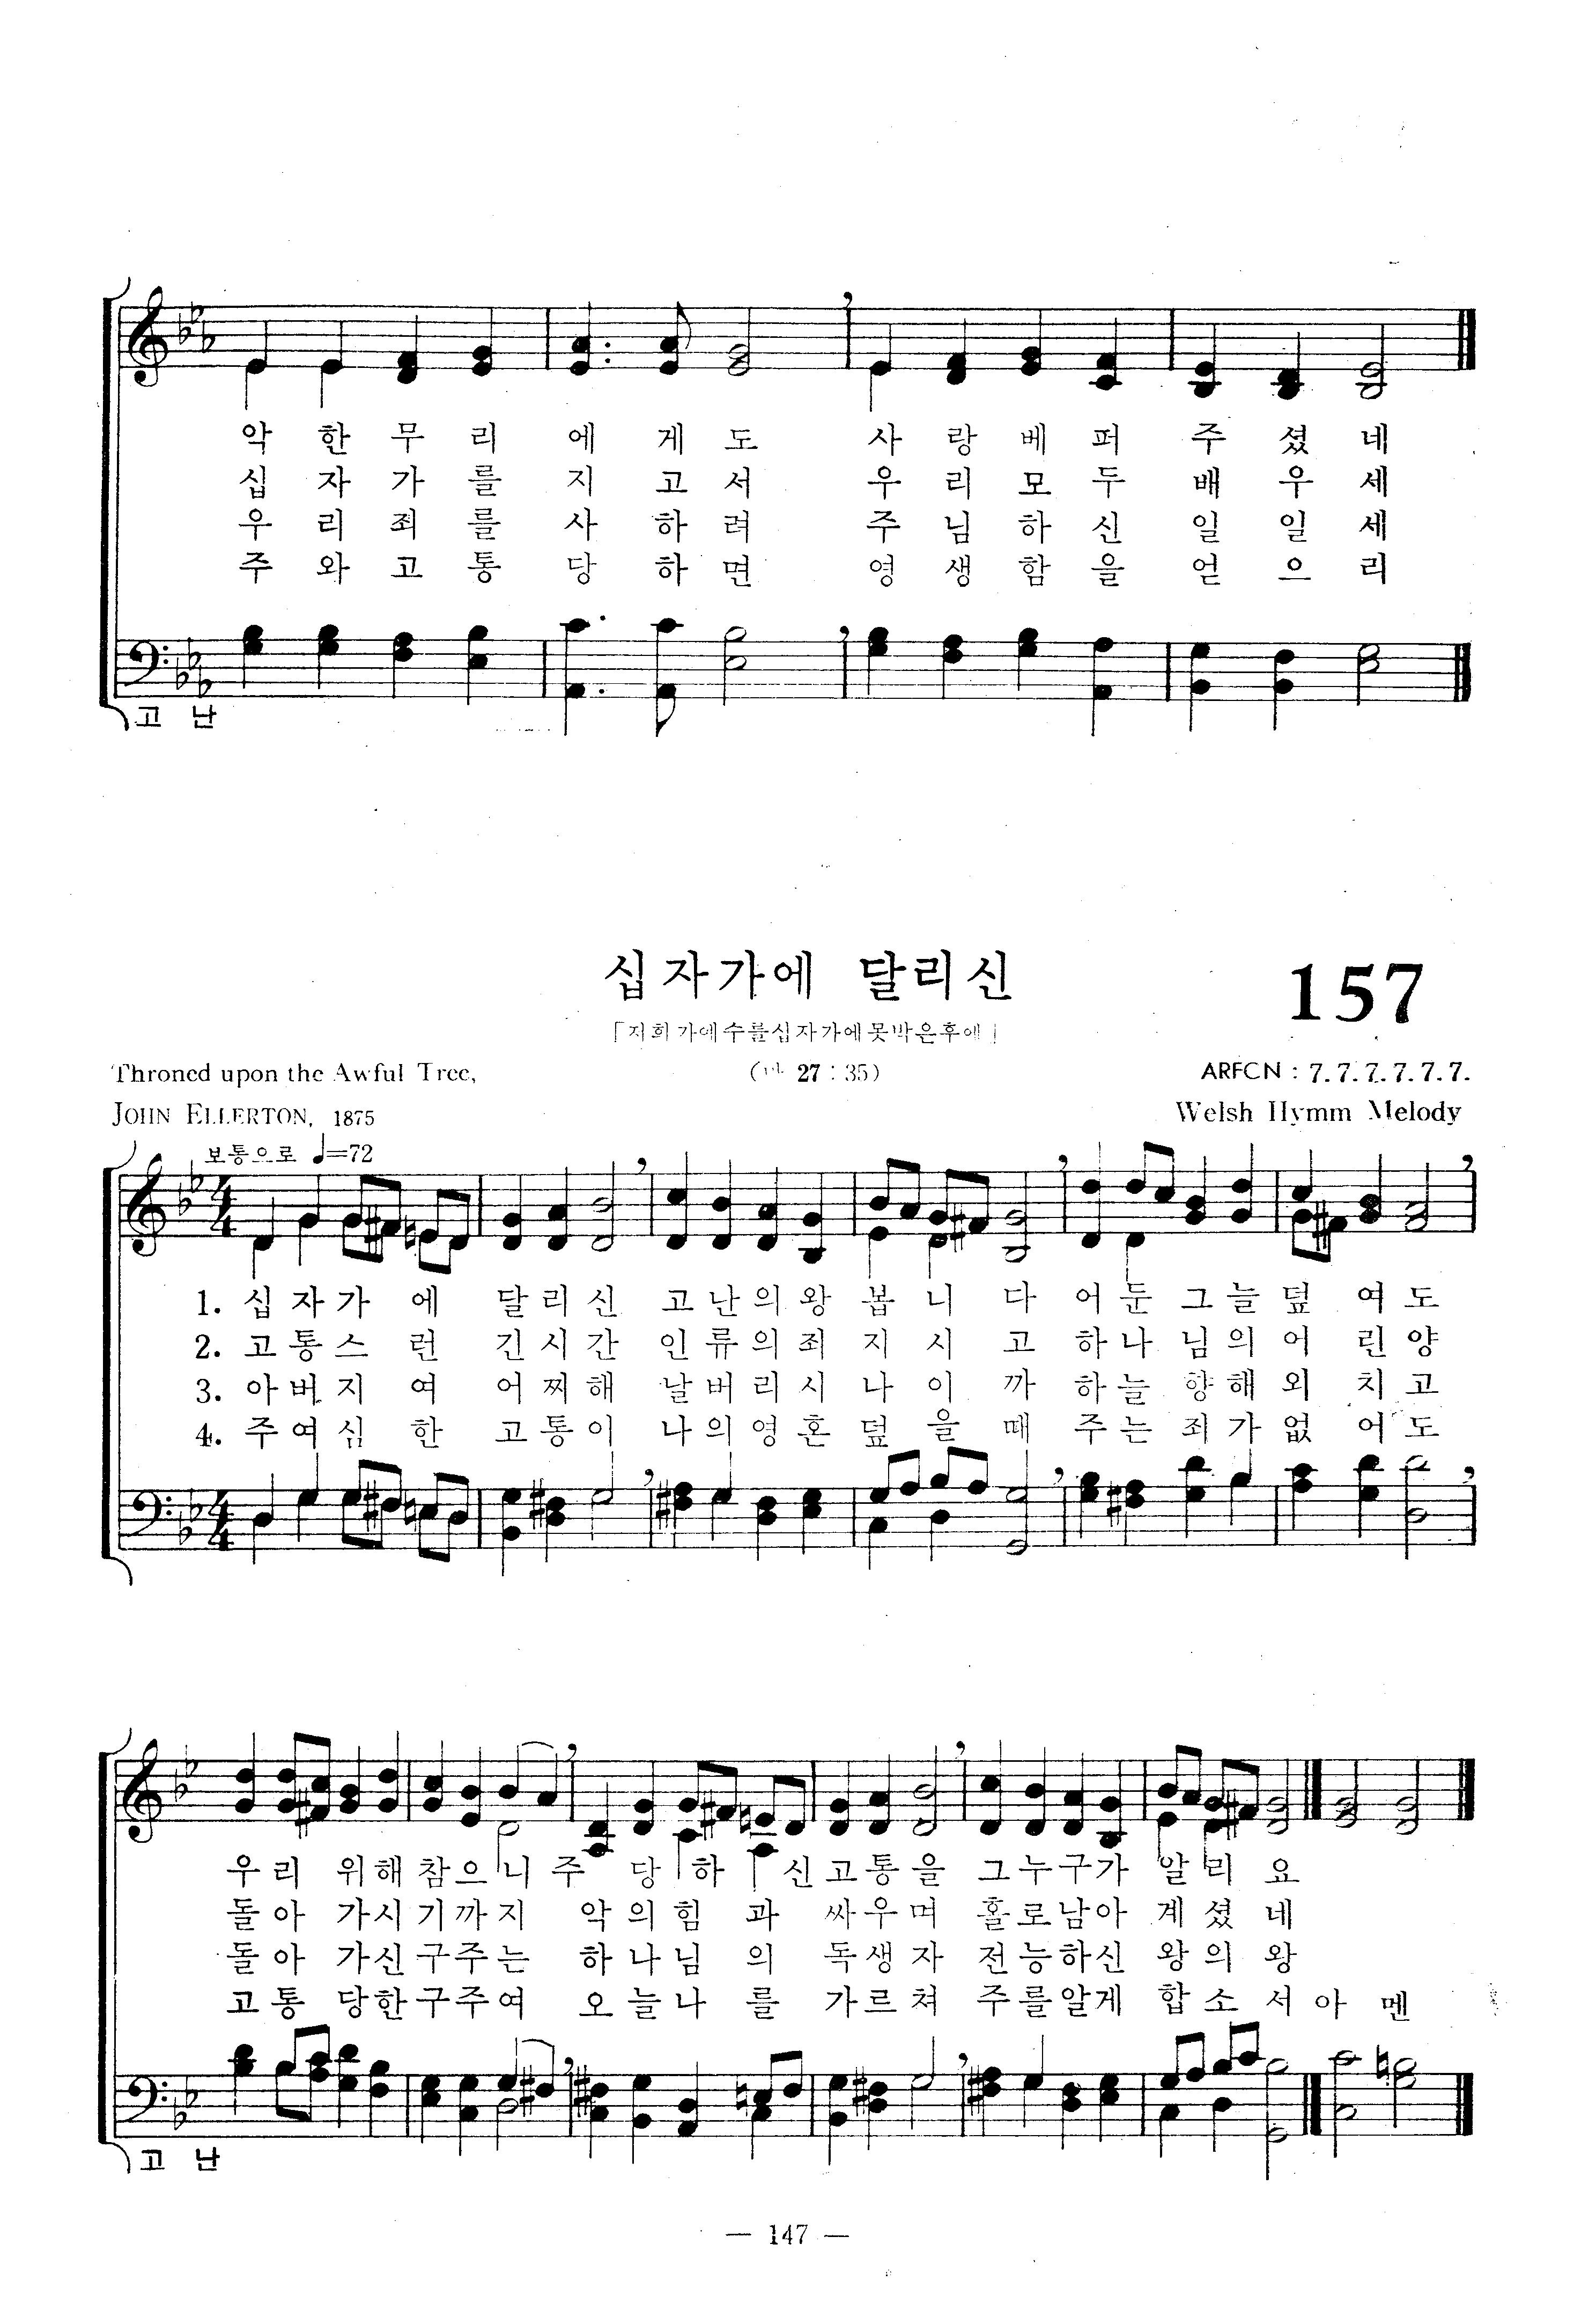 악 한 무 리 에 게 도 사 랑 베 퍼 주 셨 네
십 자 가 를 지 고 서 우 리 모 두 배 우 세
우 리 죄 를 사 하 려 주 님 하 신 일 일 세
주 와 고 통 당 하 면 영 생 함 을 얻 으 리
고 난
십자가에 달리신
157
「저희가예수를십자가에못박은후에」
Throned upon the Awful Tree,
(마 27 : 35)
ARFCN : 7. 7. 7. 7. 7. 7.
JOHN ELLERTON, 1875
Welsh Hymm Melody
보통으로 ♩=72
1. 십 자 가 에 달 리 신 고 난 의 왕 봅 니 다 어 둔 그 늘 덮 여 도
2. 고 통 스 런 긴 시 간 인 류 의 죄 지 시 고 하 나 님 의 어 린 양
3. 아 버 지 여 어 찌 해 날 버 리 시 나 이 까 하 늘 향 해 외 치 고
4. 주 여 심 한 고 통 이 나 의 영 혼 덮 을 때 주 는 죄 가 없 어 도
우 리 위 해 참 으 니 주 당 하 신 고 통 을 그 누 구 가 알 리 요
돌 아 가 시 기 까 지 악 의 힘 과 싸 우 며 홀 로 남 아 계 셨 네
돌 아 가 신 구 주 는 하 나 님 의 독 생 자 전 능 하 신 왕 의 왕
고 통 당 한 구 주 여 오 늘 나 를 가 르 쳐 주 를 알 게 합 소 서 아 멘
고 난
— 147 —